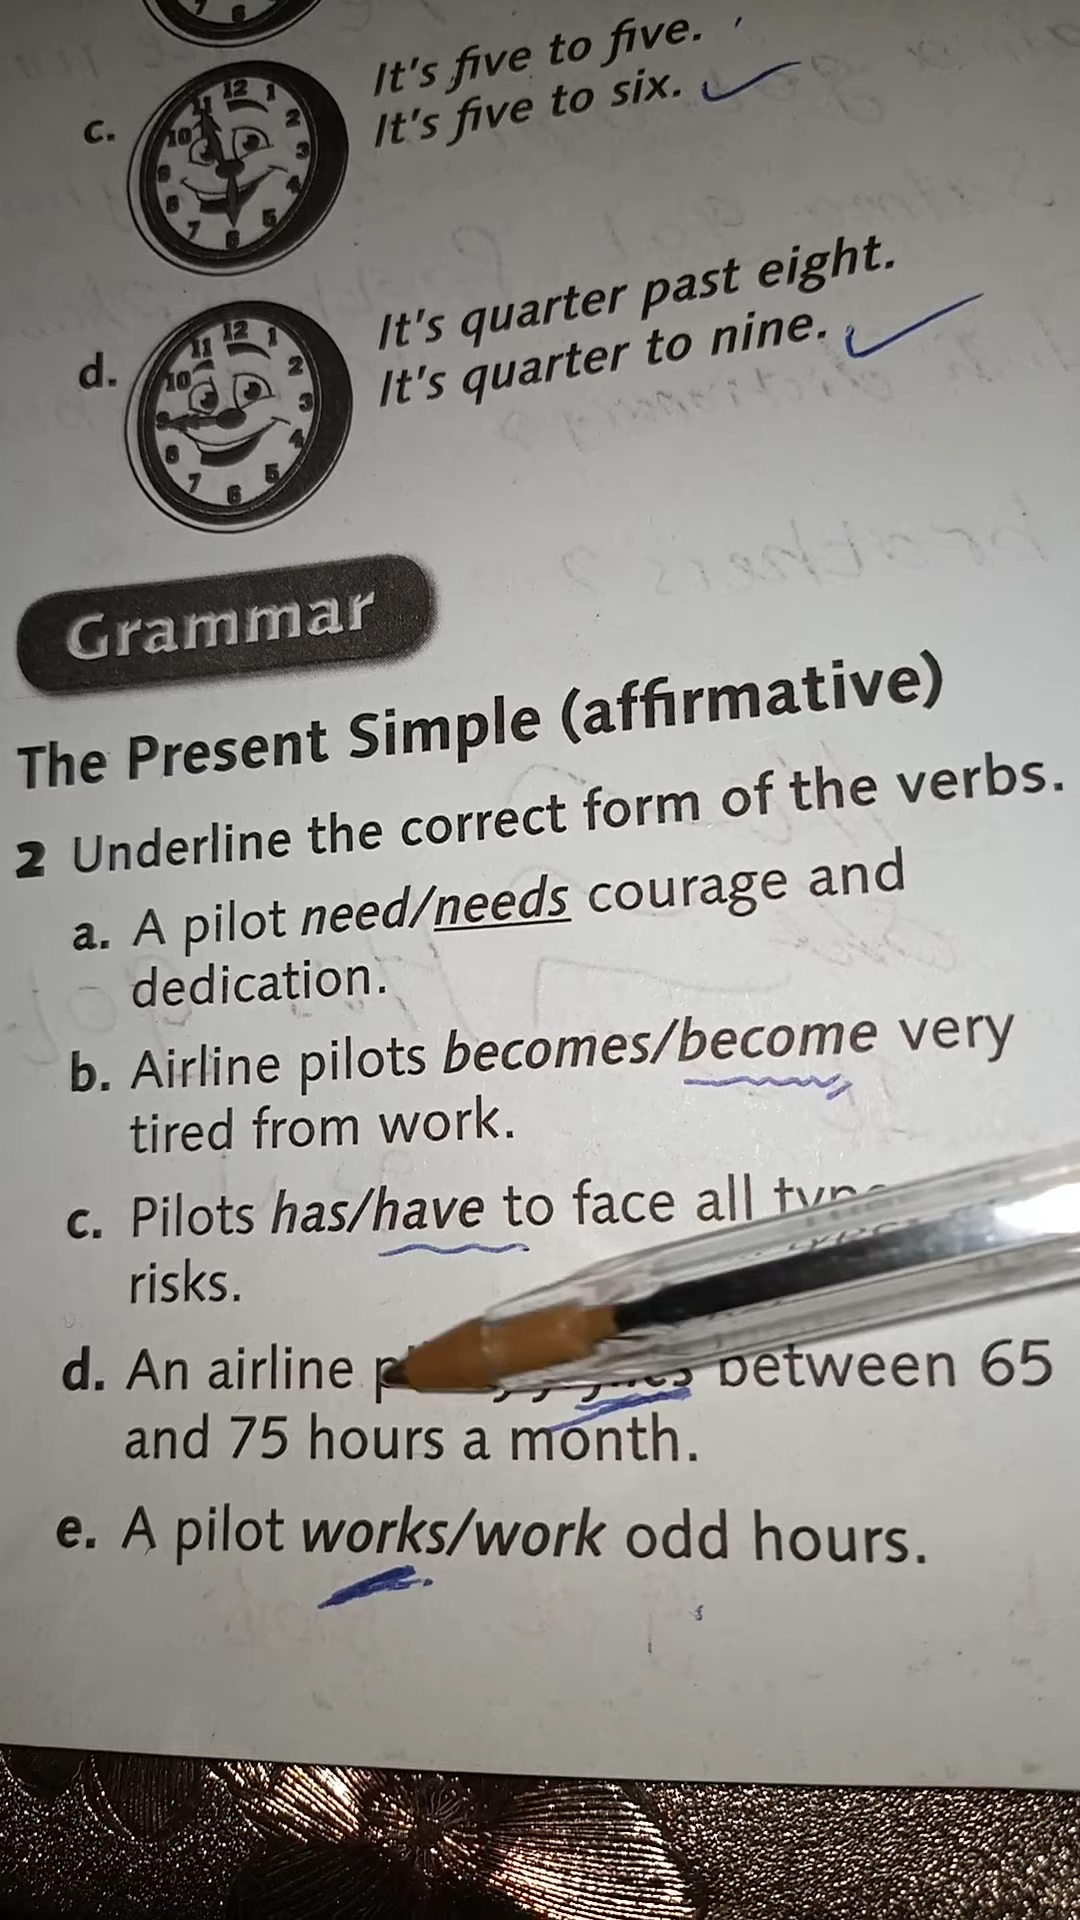 It's five to five.
c. It's five to six.
It's quarter past eight.
d. It's quarter to nine.
Grammar
The Present Simple (affirmative)
2 Underline the correct form of the verbs.
a. A pilot need/needs courage and
dedication.
b. Airline pilots becomes/become very
tired from work.
c. Pilots has/have to face all
risks.
d. An airline between 65
and 75 hours a month.
e. A pilot works/work odd hours.